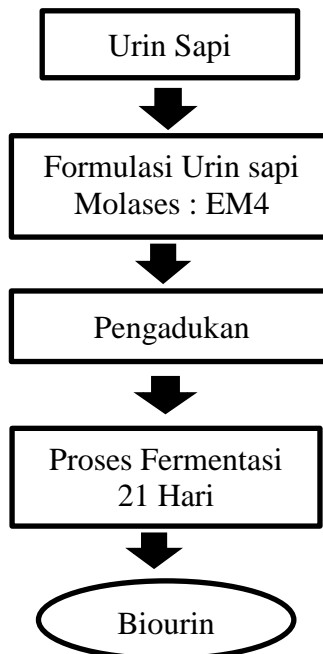 Urin Sapi
Formulasi Urin sapi
Molases : EM4
Pengadukan
Proses Fermentasi
21 Hari
Biourin